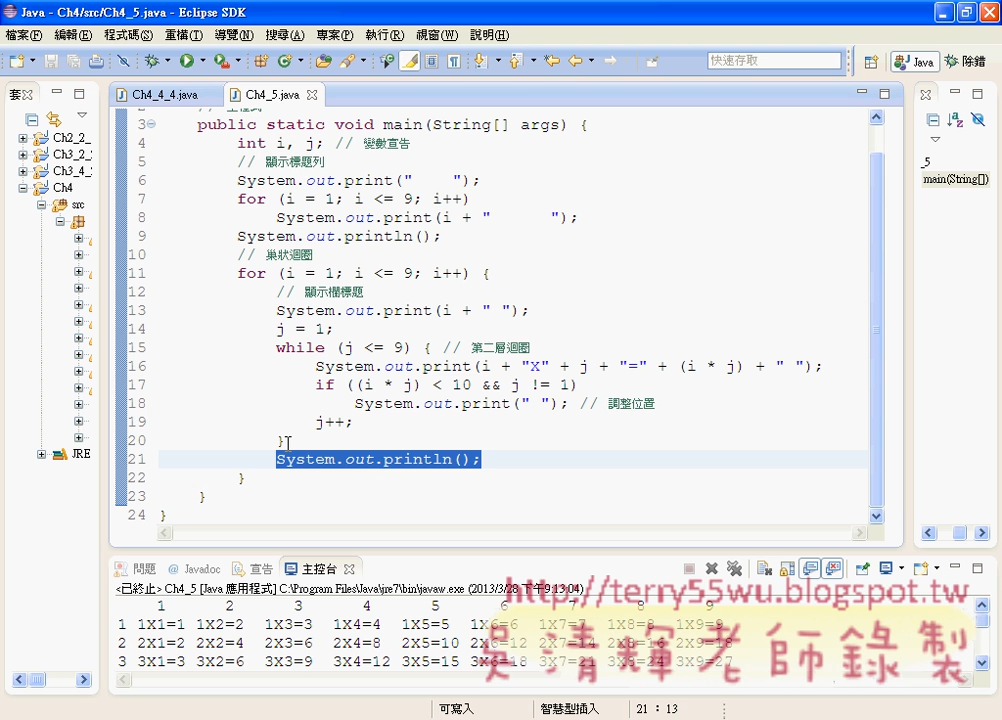 Java - Ch4/src/Ch4_5.java - Eclipse SDK
檔案(F) 編輯(E) 程式碼(S) 重構(T) 導覽(N) 搜尋(A) 專案(P) 執行(R) 視窗(W) 說明(H)
快速存取 Java 除錯
套 Ch4_4_4.java Ch4_5.java
Ch2_2_
Ch3_2_
Ch3_4_
Ch4
src
JRE
3 public static void main(String[] args) {
4 int i, j; // 變數宣告
5 // 顯示標題列
6 System.out.print("    ");
7 for (i = 1; i <= 9; i++)
8 System.out.print(i + "      ");
9 System.out.println();
10 // 巢狀迴圈
11 for (i = 1; i <= 9; i++) {
12 // 顯示欄標題
13 System.out.print(i + " ");
14 j = 1;
15 while (j <= 9) { // 第二層迴圈
16 System.out.print(i + "X" + j + "=" + (i * j) + " ");
17 if ((i * j) < 10 && j != 1)
18 System.out.print(" "); // 調整位置
19 j++;
20 }
21 System.out.println();
22 }
23 }
24 }
_5
main(String[])
問題 @ Javadoc 宣告 主控台
<已終止> Ch4_5 [Java 應用程式] C:\Program Files\Java\jre7\bin\javaw.exe (2013/3/28 下午9:13:04)
1 2 3 4 5 6 7 8 9
1 1X1=1 1X2=2 1X3=3 1X4=4 1X5=5 1X6=6 1X7=7 1X8=8 1X9=9
2 2X1=2 2X2=4 2X3=6 2X4=8 2X5=10 2X6=12 2X7=14 2X8=16 2X9=18
3 3X1=3 3X2=6 3X3=9 3X4=12 3X5=15 3X6=18 3X7=21 3X8=24 3X9=27
http://terry55wu.blogspot.tw
吳清輝老師錄製
可寫入 智慧型插入 21 : 13